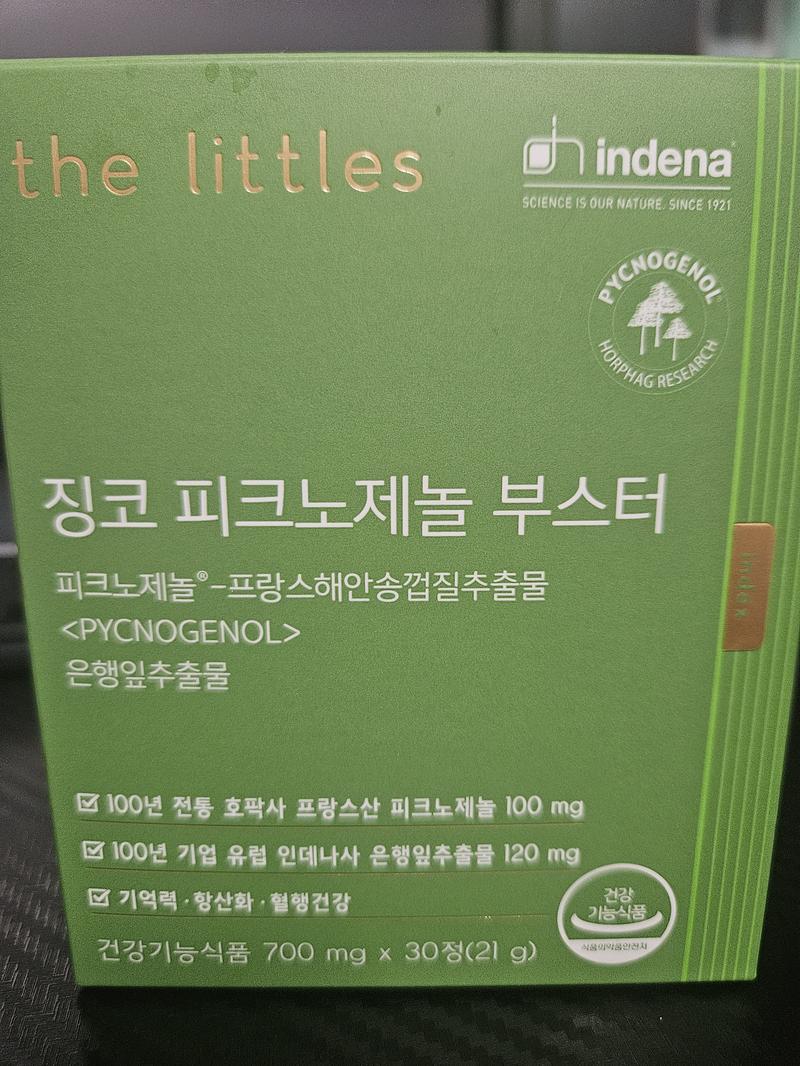 the littles
indena
SCIENCE IS OUR NATURE. SINCE 1921
PYCNOGENOL®
HORPHAG RESEARCH
징코 피크노제놀 부스터
피크노제놀®-프랑스해안송껍질추출물
<PYCNOGENOL>
은행잎추출물
index
100년 전통 호팍사 프랑스산 피크노제놀 100 mg
100년 기업 유럽 인데나사 은행잎추출물 120 mg
기억력·항산화·혈행건강
건강
기능식품
식품의약품안전처
건강기능식품 700 mg x 30정(21 g)